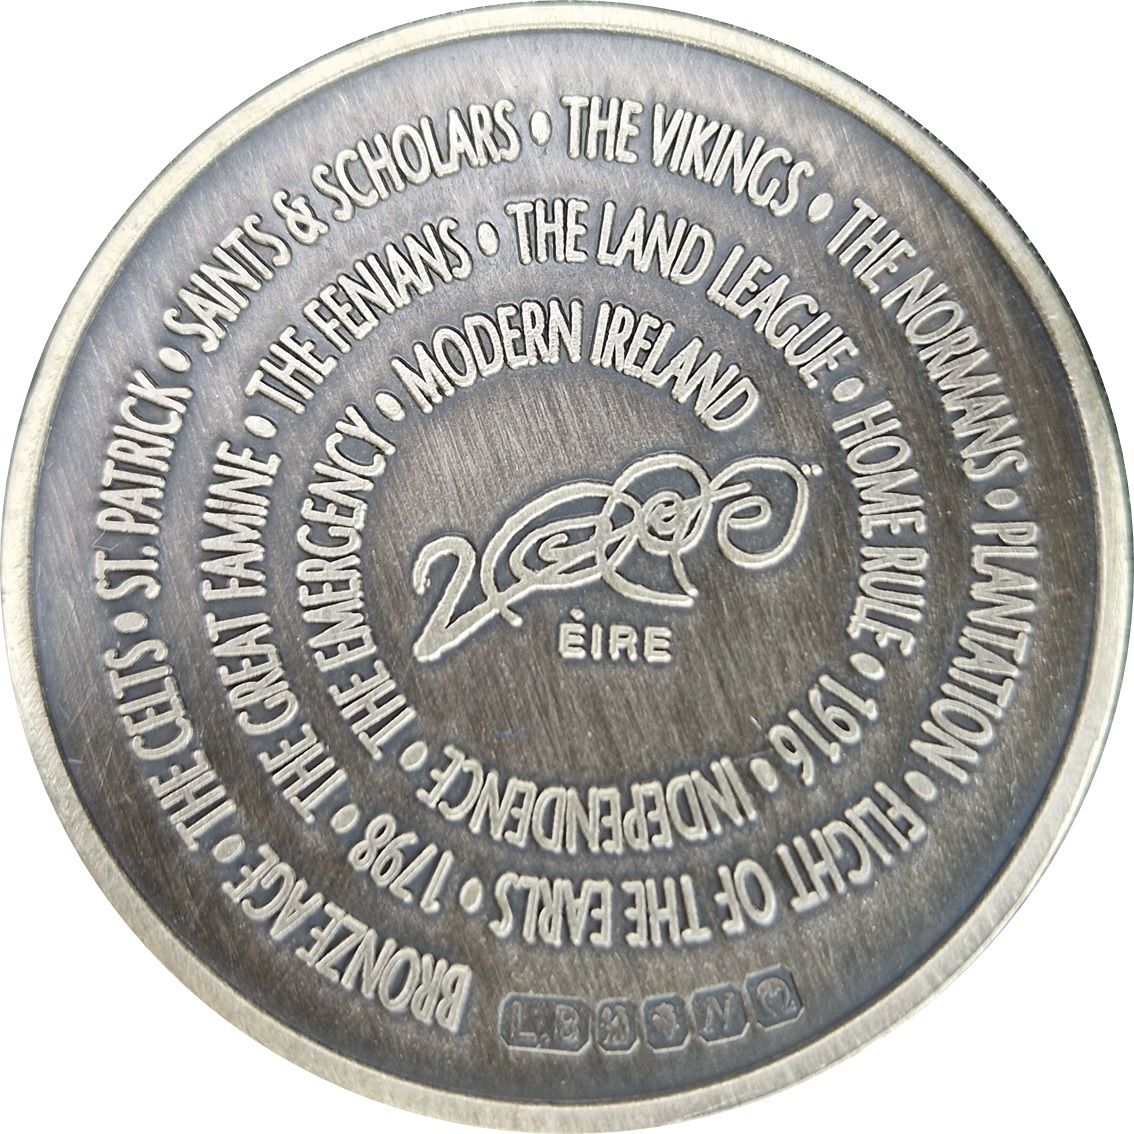 BRONZE AGE • THE CELTS • ST. PATRICK • SAINTS & SCHOLARS • THE VIKINGS • THE NORMANS • PLANTATION • FLIGHT OF THE EARLS • 1798 • THE GREAT FAMINE • THE FENIANS • THE LAND LEAGUE • HOME RULE • 1916 • INDEPENDENCE • THE EMERGENCY • MODERN IRELAND
2000
ÉIRE
L.B N